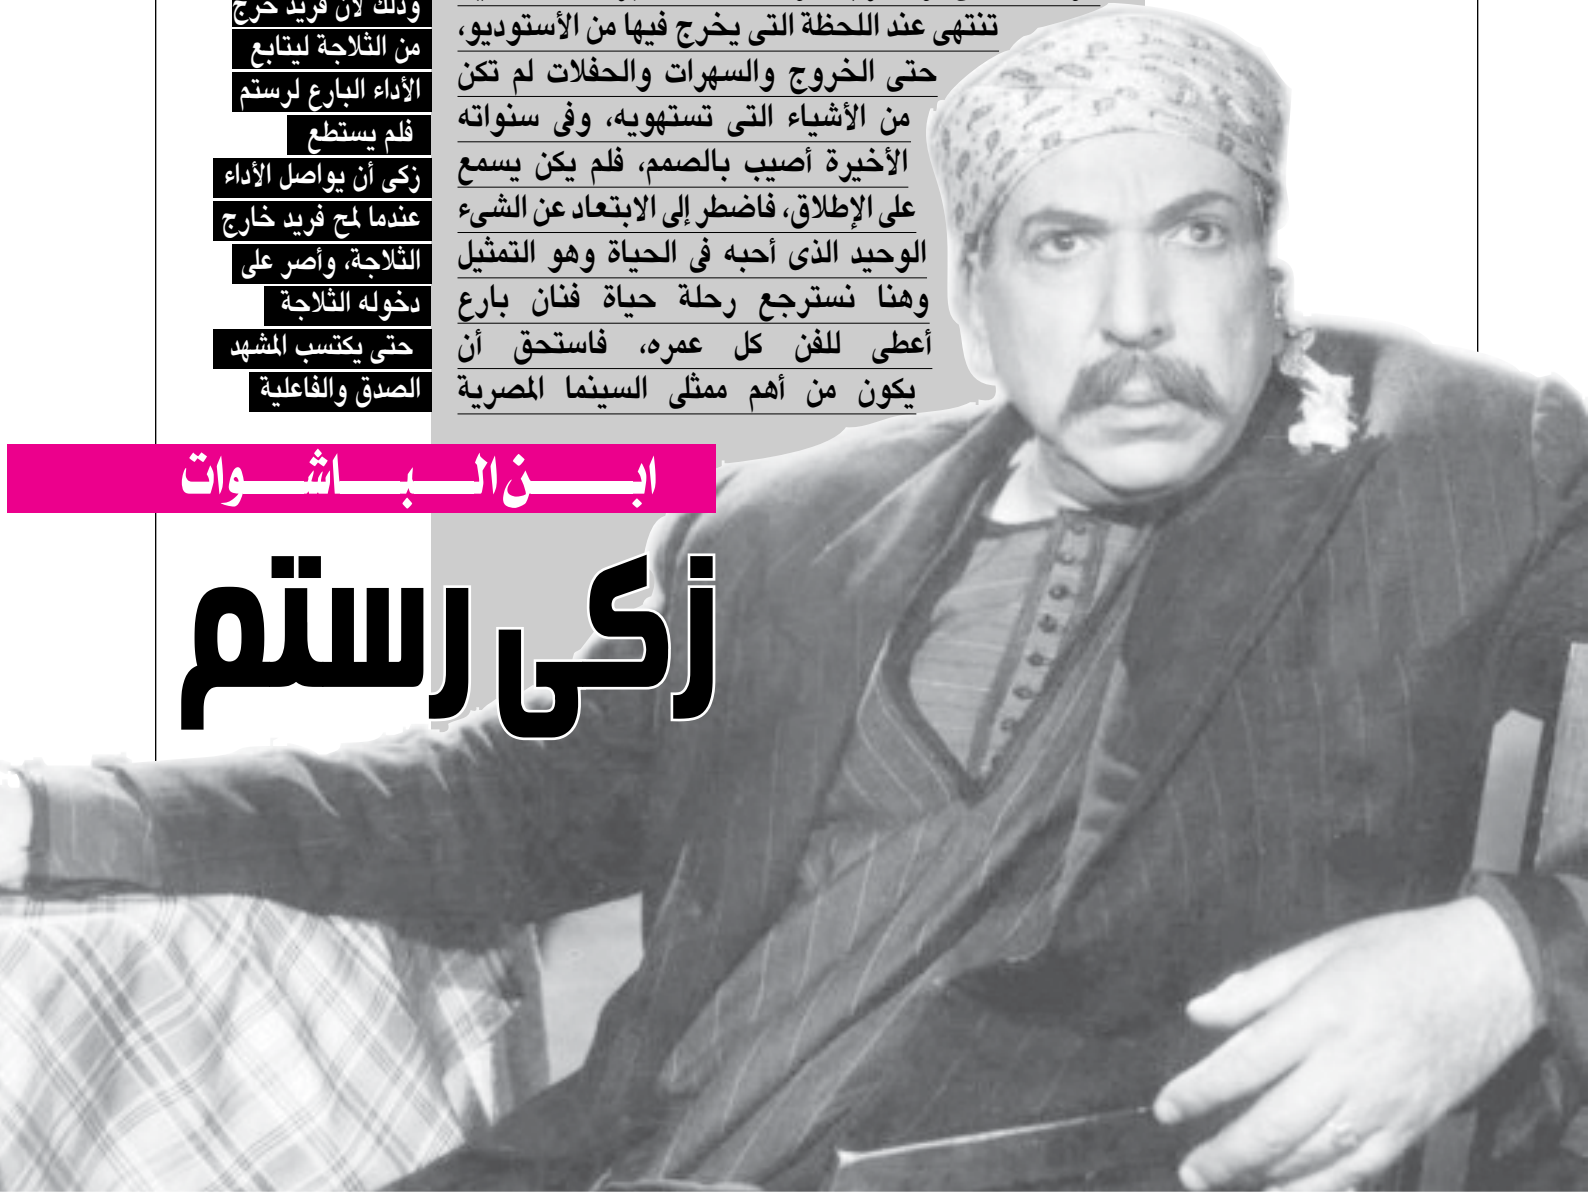 تنتهى عند اللحظة التى يخرج فيها من الأستوديو،
حتى الخروج والسهرات والحفلات لم تكن
من الأشياء التى تستهويه، وفى سنواته
الأخيرة أصيب بالصمم، فلم يكن يسمع
على الإطلاق، فاضطر إلى الابتعاد عن الشىء
الوحيد الذى أحبه فى الحياة وهو التمثيل
وهنا نسترجع رحلة حياة فنان بارع
أعطى للفن كل عمره، فاستحق أن
يكون من أهم ممثلى السينما المصرية
وذلك لأن فريد خرج
من الثلاجة ليتابع
الأداء البارع لرستم
فلم يستطع
زكى أن يواصل الأداء
عندما لمح فريد خارج
الثلاجة، وأصر على
دخوله الثلاجة
حتى يكتسب المشهد
الصدق والفاعلية
ابن الباشوات
زكى رستم